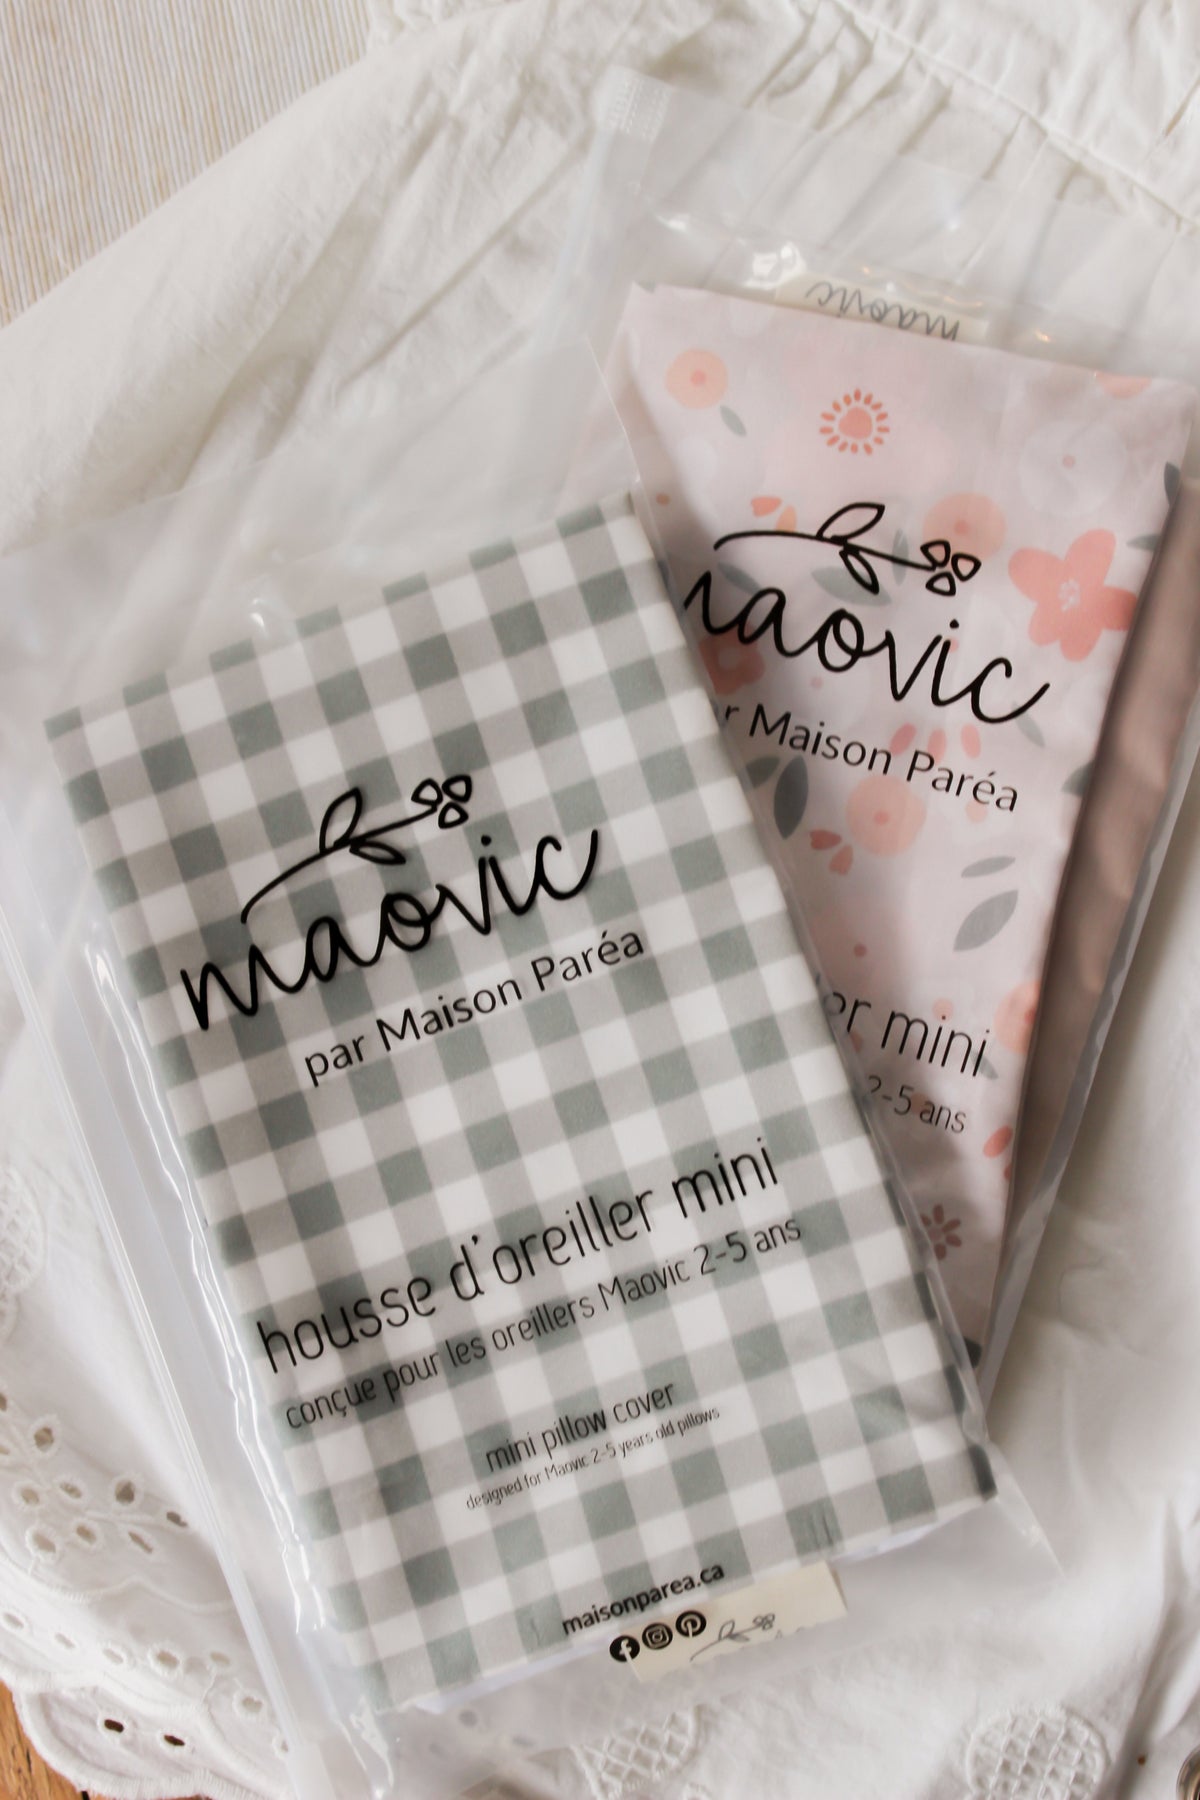 maovic
maovic
par Maison Paréa
mini
2-5 ans
maovic
par Maison Paréa
housse d'oreiller mini
conçue pour les oreillers Maovic 2-5 ans
mini pillow cover
designed for Maovic 2-5 years old pillows
maisonparea.ca